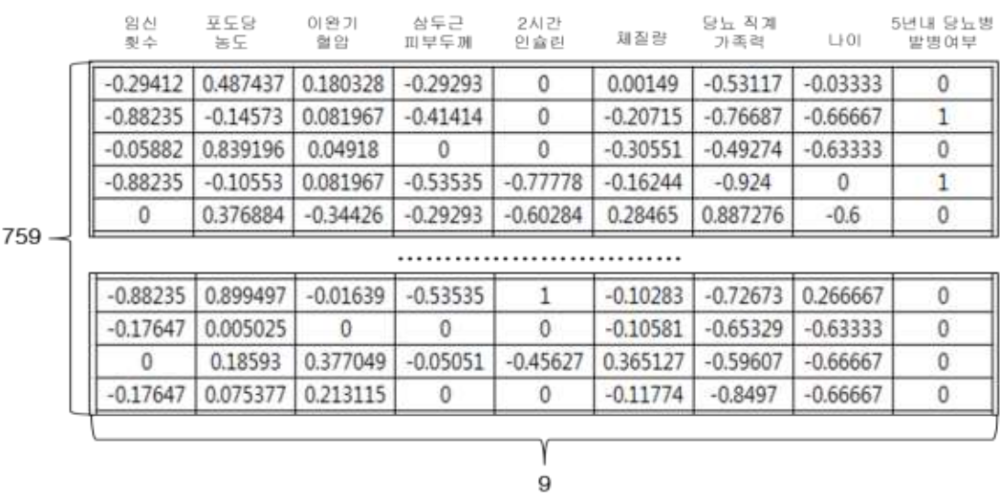 임신 포도당 이완기 삼두근 2시간 체질량 당뇨 직계 나이 5년내 당뇨병
횟수 농도 혈압 피부두께 인슐린 가족력 발병여부
-0.29412 0.487437 0.180328 -0.29293 0 0.00149 -0.53117 -0.03333 0
-0.88235 -0.14573 0.081967 -0.41414 0 -0.20715 -0.76687 -0.66667 1
-0.05882 0.839196 0.04918 0 0 -0.30551 -0.49274 -0.63333 0
-0.88235 -0.10553 0.081967 -0.53535 -0.77778 -0.16244 -0.924 0 1
0 0.376884 -0.34426 -0.29293 -0.60284 0.28465 0.887276 -0.6 0
759
..............................
-0.88235 0.899497 -0.01639 -0.53535 1 -0.10283 -0.72673 0.266667 0
-0.17647 0.005025 0 0 0 -0.10581 -0.65329 -0.63333 0
0 0.18593 0.377049 -0.05051 -0.45627 0.365127 -0.59607 -0.66667 0
-0.17647 0.075377 0.213115 0 0 -0.11774 -0.8497 -0.66667 0
9